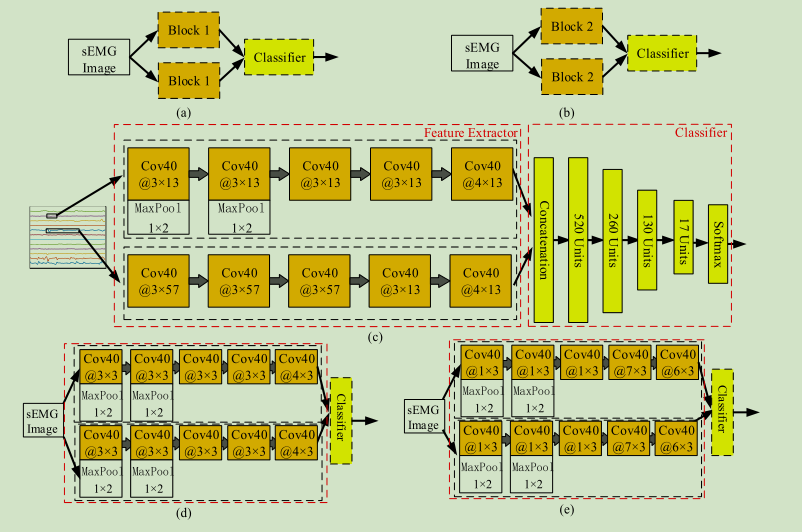 sEMG
Image
Block 1
Block 1
Classifier
(a)
sEMG
Image
Block 2
Block 2
Classifier
(b)
Feature Extractor
Classifier
Cov40
@3×13
MaxPool
1×2
Cov40
@3×13
MaxPool
1×2
Cov40
@3×13
Cov40
@3×13
Cov40
@4×13
Cov40
@3×57
Cov40
@3×57
Cov40
@3×57
Cov40
@3×13
Cov40
@4×13
Concatenation
520 Units
260 Units
130 Units
17 Units
Softmax
(c)
sEMG
Image
Cov40
@3×3
MaxPool
1×2
Cov40
@3×3
MaxPool
1×2
Cov40
@3×3
Cov40
@3×3
Cov40
@4×3
Cov40
@3×3
MaxPool
1×2
Cov40
@3×3
MaxPool
1×2
Cov40
@3×3
Cov40
@3×3
Cov40
@4×3
Classifier
(d)
sEMG
Image
Cov40
@1×3
MaxPool
1×2
Cov40
@1×3
MaxPool
1×2
Cov40
@1×3
Cov40
@7×3
Cov40
@6×3
Cov40
@1×3
MaxPool
1×2
Cov40
@1×3
MaxPool
1×2
Cov40
@1×3
Cov40
@7×3
Cov40
@6×3
Classifier
(e)